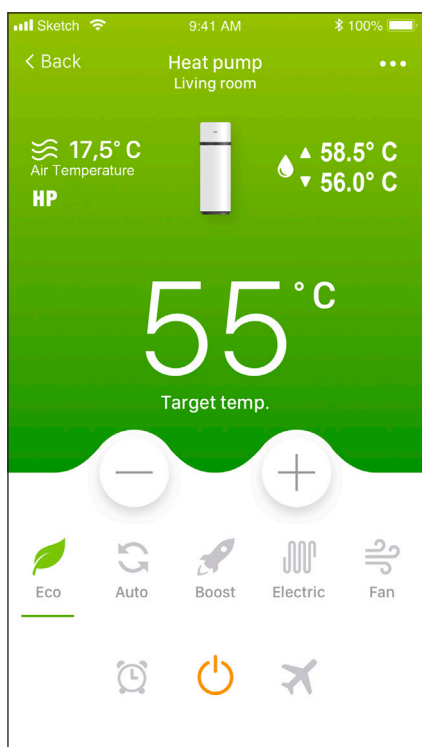 Sketch 9:41 AM 100%
< Back Heat pump •••
Living room
17,5° C
Air Temperature
HP
▲ 58.5° C
▼ 56.0° C
55°C
Target temp.
Eco Auto Boost Electric Fan